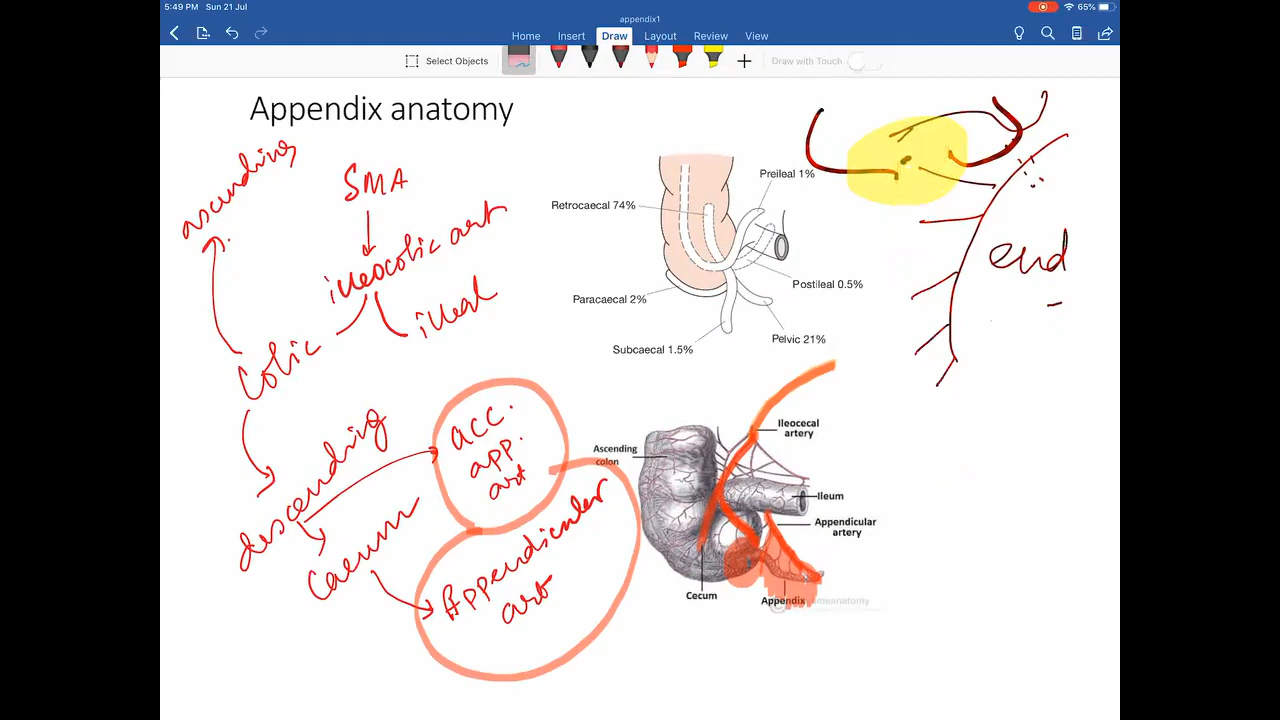 5:49 PM Sun 21 Jul
65%
appendix1
Home Insert Draw Layout Review View
Select Objects
Draw with Touch
Appendix anatomy
ascending
SMA
illeocolic art
illeal
Colic
descending
Caecum
acc.
app.
art
Appendicular
art
Preileal 1%
Retrocaecal 74%
Postileal 0.5%
Paracaecal 2%
Pelvic 21%
Subcaecal 1.5%
end
Ileocecal
artery
Ascending
colon
Ileum
Appendicular
artery
Cecum
Appendix